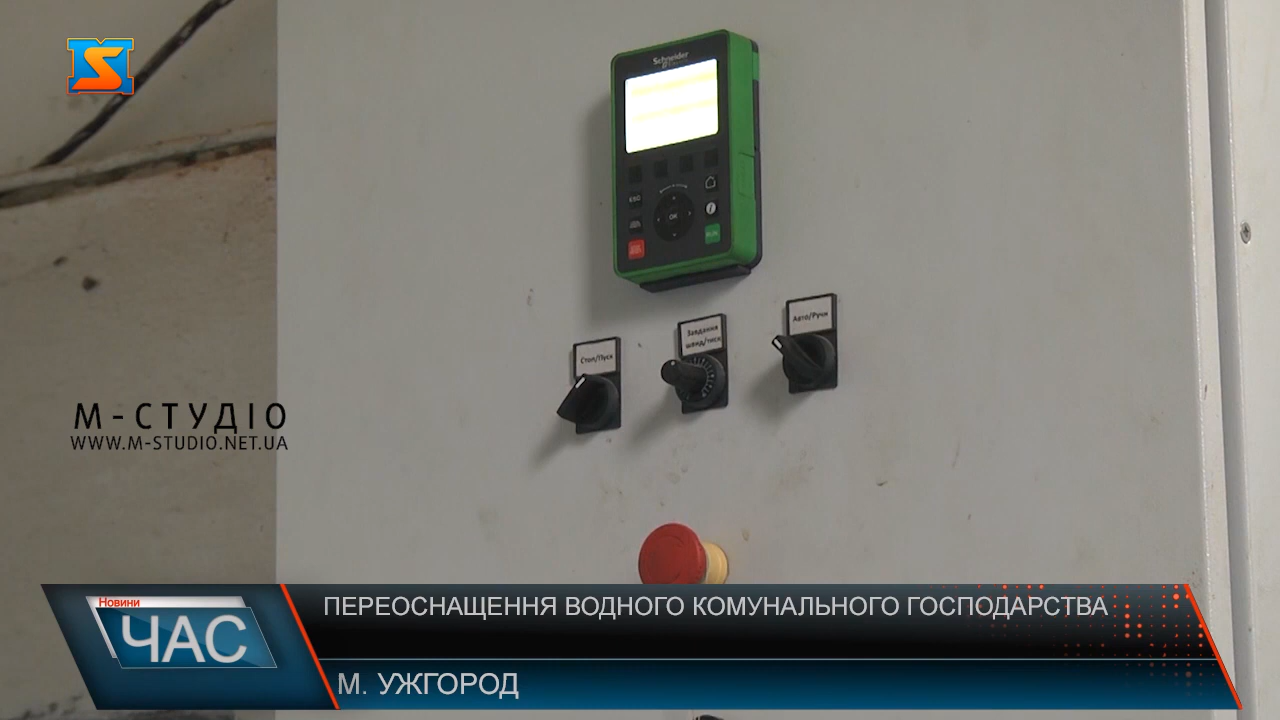 Schneider
ESC
OK
i
Стоп/Пуск
Завдання
швид/тиск
Авто/Ручн
М-СТУДІО
WWW.M-STUDIO.NET.UA
Новини
ЧАС
ПЕРЕОСНАЩЕННЯ ВОДНОГО КОМУНАЛЬНОГО ГОСПОДАРСТВА
М. УЖГОРОД